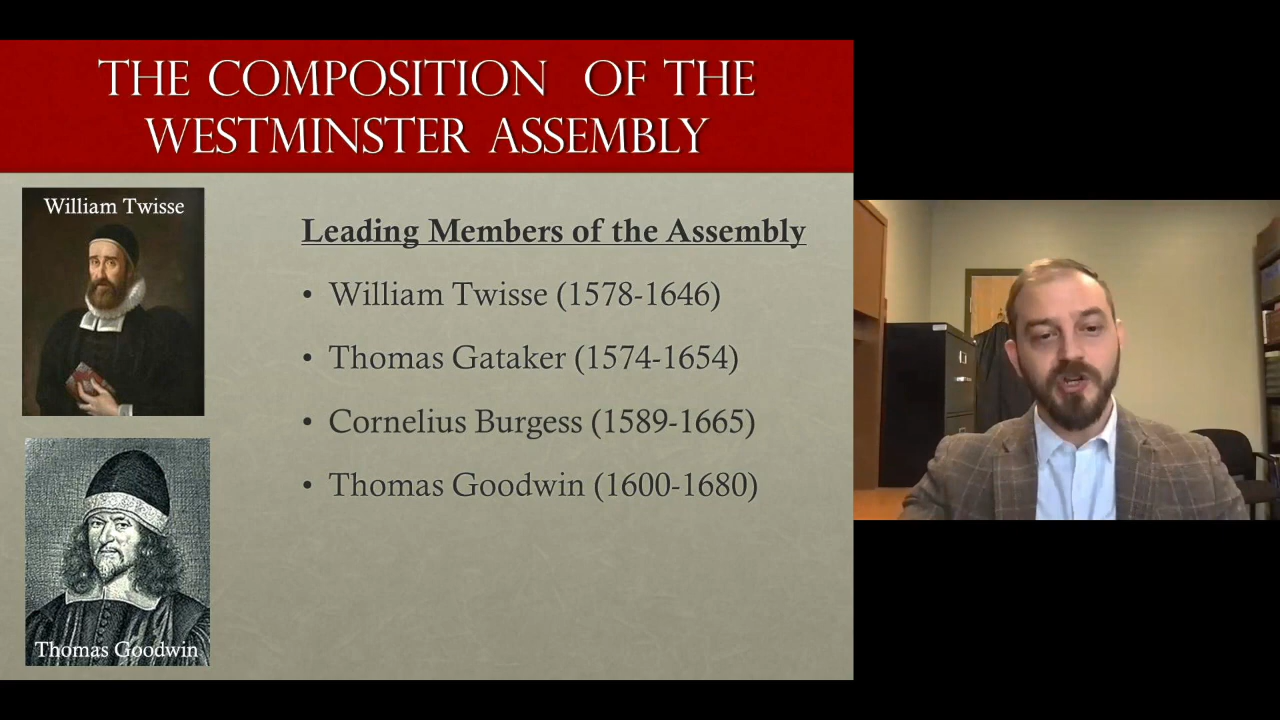 THE COMPOSITION OF THE
WESTMINSTER ASSEMBLY
William Twisse
Leading Members of the Assembly
• William Twisse (1578-1646)
• Thomas Gataker (1574-1654)
• Cornelius Burgess (1589-1665)
• Thomas Goodwin (1600-1680)
Thomas Goodwin